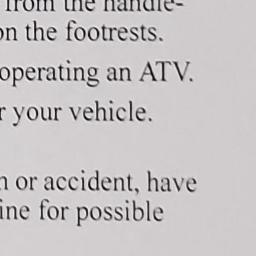 from the handle-
on the footrests.
operating an ATV.
r your vehicle.
n or accident, have
ine for possible